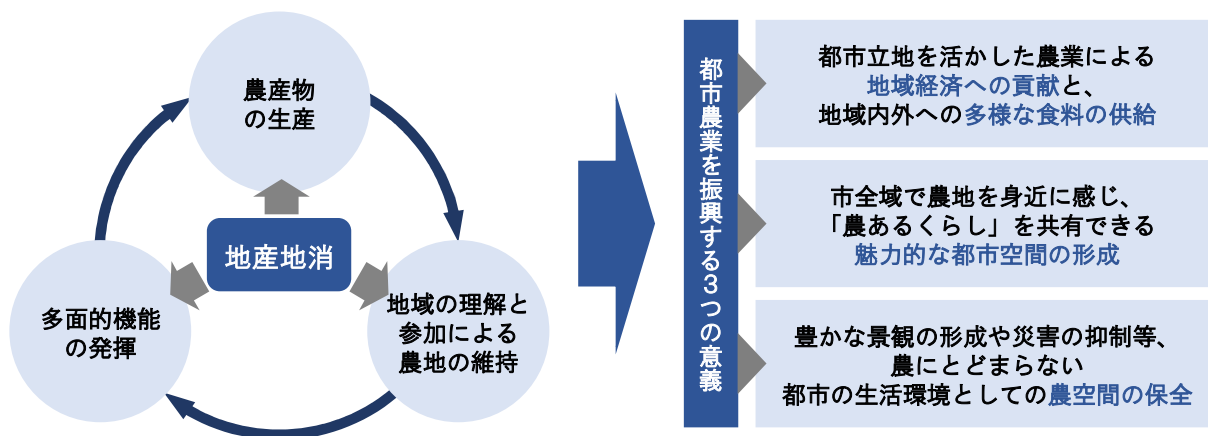 農産物
の生産
地産地消
多面的機能
の発揮
地域の理解と
参加による
農地の維持
都市農業を振興する3つの意義
都市立地を活かした農業による
地域経済への貢献と、
地域内外への多様な食料の供給
市全域で農地を身近に感じ、
「農あるくらし」を共有できる
魅力的な都市空間の形成
豊かな景観の形成や災害の抑制等、
農にとどまらない
都市の生活環境としての農空間の保全